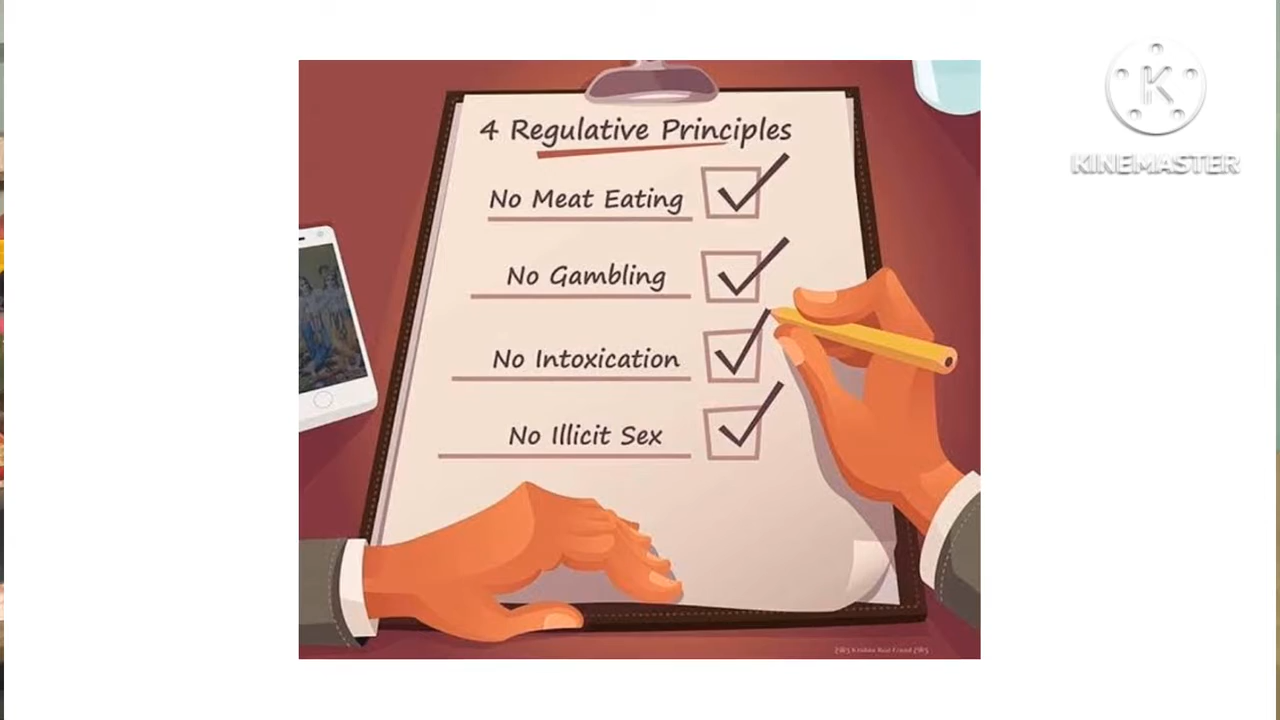 4 Regulative Principles
No Meat Eating
No Gambling
No Intoxication
No Illicit Sex
KINEMASTER